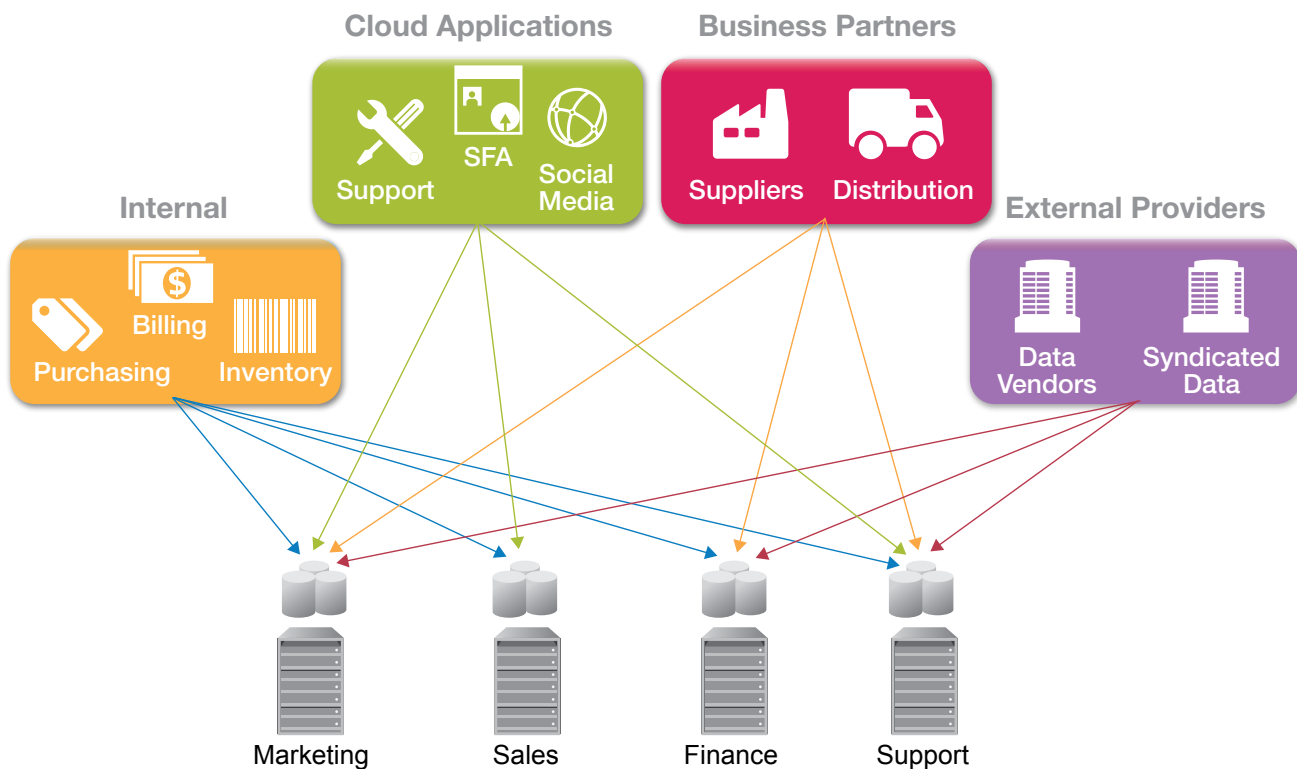 Cloud Applications
Business Partners
Support
SFA
Social
Media
Suppliers
Distribution
Internal
External Providers
$
Billing
Purchasing
Inventory
Data
Vendors
Syndicated
Data
Marketing
Sales
Finance
Support